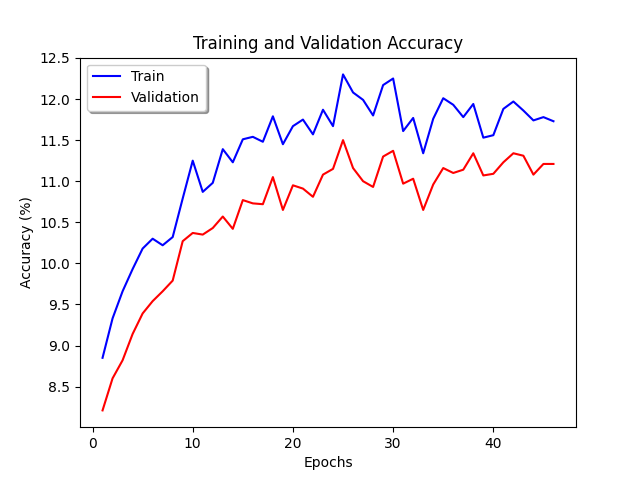 Training and Validation Accuracy
Train
Validation
12.5
12.0
11.5
11.0
10.5
10.0
9.5
9.0
8.5
Accuracy (%)
0 10 20 30 40
Epochs